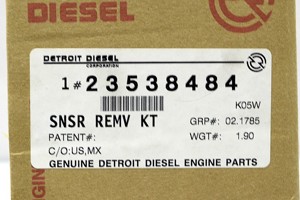 DIESEL
DETROIT DIESEL
CORPORATION
1# 23538484
K05W
SNSR REMV KT GRP#: 02.1785
PATENT#: WGT#: 1.90
C/O:US,MX
GENUINE DETROIT DIESEL ENGINE PARTS
ENGIN